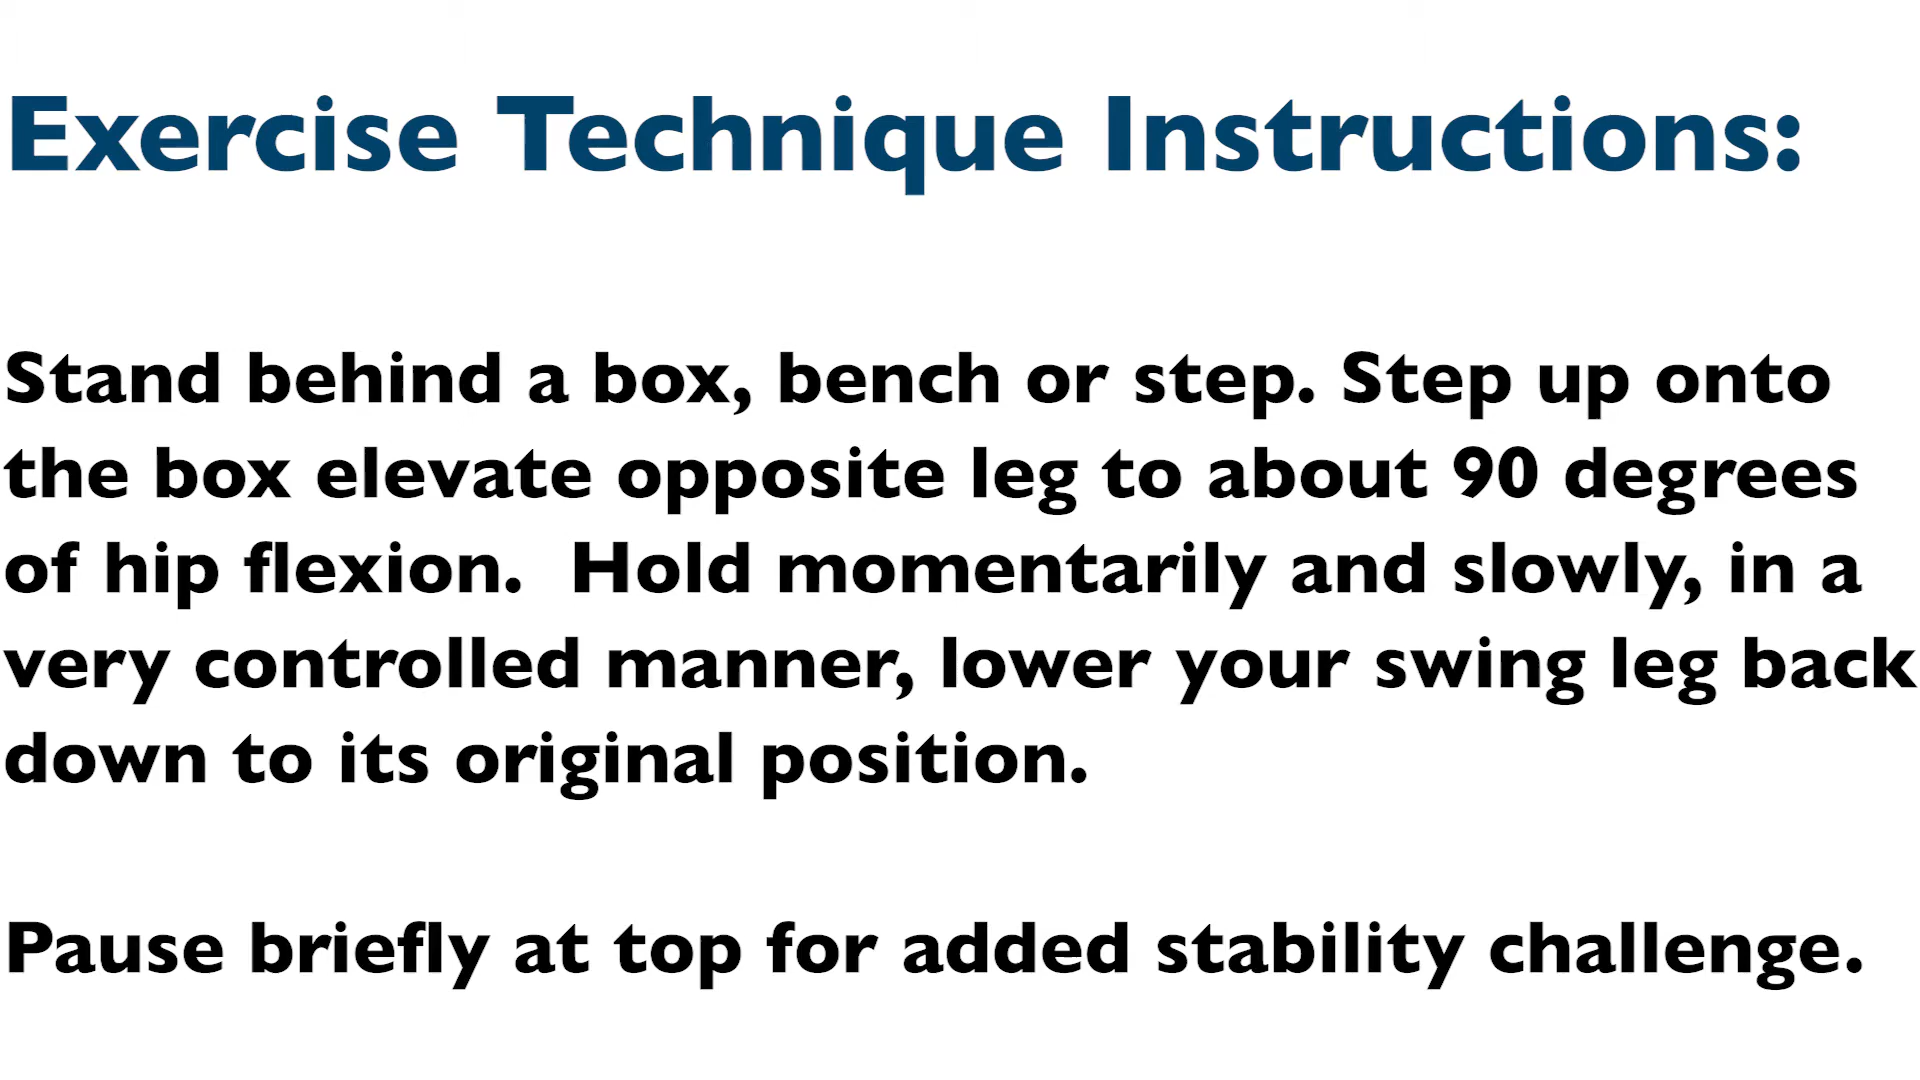 Exercise Technique Instructions:
Stand behind a box, bench or step. Step up onto
the box elevate opposite leg to about 90 degrees
of hip flexion.  Hold momentarily and slowly, in a
very controlled manner, lower your swing leg back
down to its original position.
Pause briefly at top for added stability challenge.